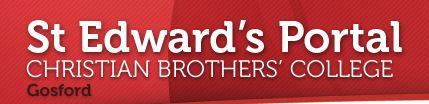 St Edward's Portal
CHRISTIAN BROTHERS' COLLEGE
Gosford